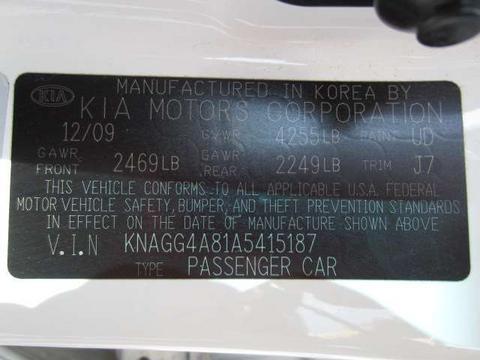 MANUFACTURED IN KOREA BY
KIA KIA MOTORS CORPORATION
12/09 GVWR 4255LB PAINT UD
GAWR FRONT 2469LB GAWR REAR 2249LB TRIM J7
THIS VEHICLE CONFORMS TO ALL APPLICABLE U.S.A. FEDERAL
MOTOR VEHICLE SAFETY, BUMPER, AND THEFT PREVENTION STANDARDS
IN EFFECT ON THE DATE OF MANUFACTURE SHOWN ABOVE
V.I.N KNAGG4A81A5415187
TYPE PASSENGER CAR